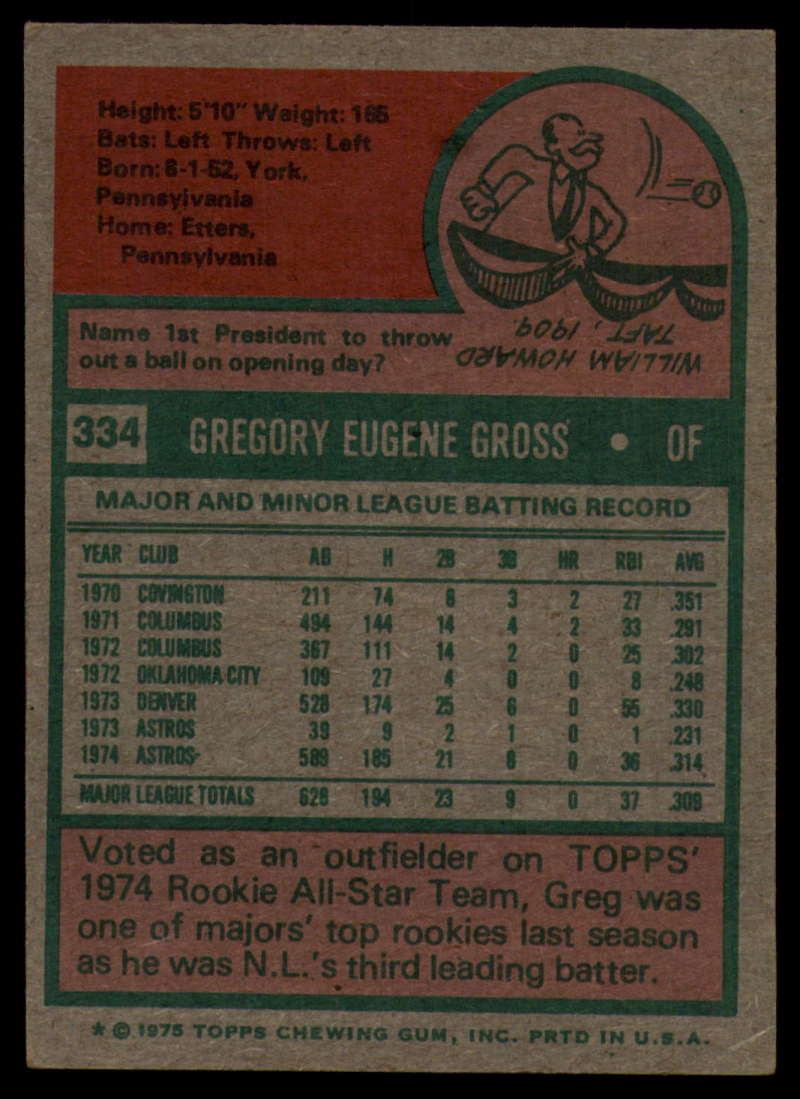 Height: 5'10" Weight: 165
Bats: Left Throws: Left
Born: 6-1-52, York,
Pennsylvania
Home: Etters,
Pennsylvania
Name 1st President to throw
out a ball on opening day?
WILLIAM HOWARD
TAFT, 1909.
334 GREGORY EUGENE GROSS • OF
MAJOR AND MINOR LEAGUE BATTING RECORD
YEAR CLUB AB H 2B 3B HR RBI AVG
1970 COVINGTON 211 74 6 3 2 27 .351
1971 COLUMBUS 494 144 14 4 2 33 .291
1972 COLUMBUS 367 111 14 2 0 25 .302
1972 OKLAHOMA CITY 109 27 4 0 0 8 .248
1973 DENVER 528 174 25 6 0 55 .330
1973 ASTROS 39 9 2 1 0 1 .231
1974 ASTROS 589 185 21 8 0 36 .314
MAJOR LEAGUE TOTALS 628 194 23 9 0 37 .309
Voted as an outfielder on TOPPS'
1974 Rookie All-Star Team, Greg was
one of majors' top rookies last season
as he was N.L.'s third leading batter.
* © 1975 TOPPS CHEWING GUM, INC. PRTD IN U.S.A.